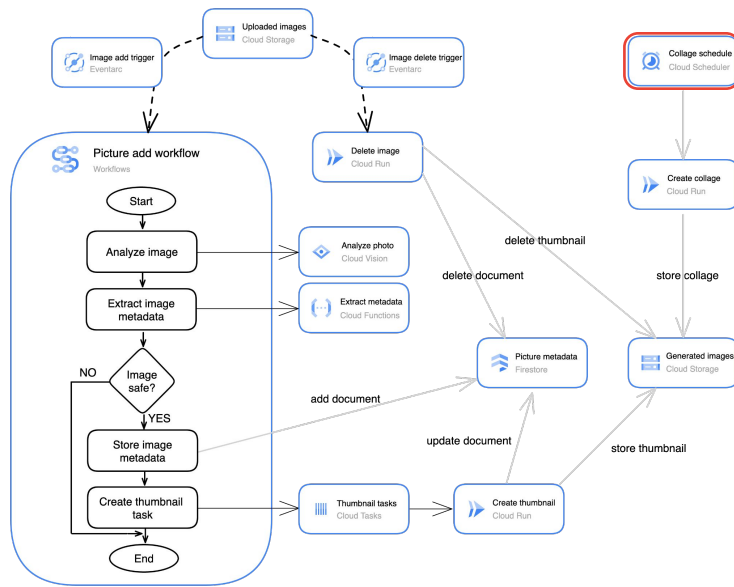 Uploaded images
Cloud Storage
Image add trigger
Eventarc
Image delete trigger
Eventarc
Collage schedule
Cloud Scheduler
Picture add workflow
Workflows
Delete image
Cloud Run
Create collage
Cloud Run
Start
Analyze image
Analyze photo
Cloud Vision
delete thumbnail
delete document
store collage
Extract image
metadata
Extract metadata
Cloud Functions
NO
Image
safe?
YES
Picture metadata
Firestore
Generated images
Cloud Storage
add document
Store image
metadata
update document
store thumbnail
Create thumbnail
task
Thumbnail tasks
Cloud Tasks
Create thumbnail
Cloud Run
End